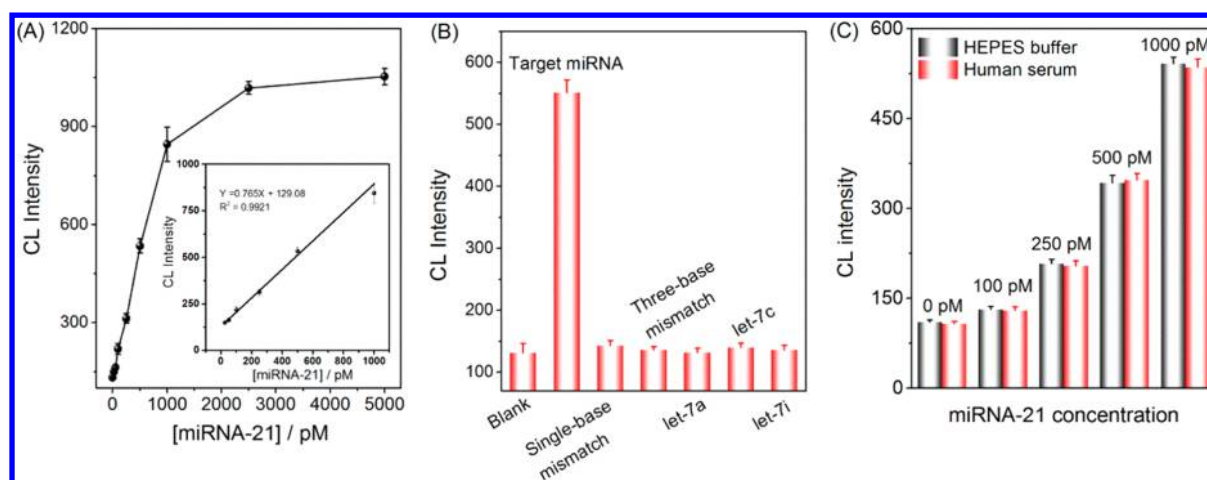 (A)
1200
900
600
300
CL Intensity
0
1000
2000
3000
4000
5000
[miRNA-21] / pM
1000
750
500
250
0
CL Intensity
Y =0.765X + 129.08
R² = 0.9921
0
200
400
600
800
1000
[miRNA-21] / pM
(B)
600
500
400
300
200
100
CL Intensity
Target miRNA
Three-base
mismatch
let-7c
Blank
Single-base
mismatch
let-7a
let-7i
(C)
600
450
300
150
0
CL intensity
HEPES buffer
Human serum
0 pM
100 pM
250 pM
500 pM
1000 pM
miRNA-21 concentration